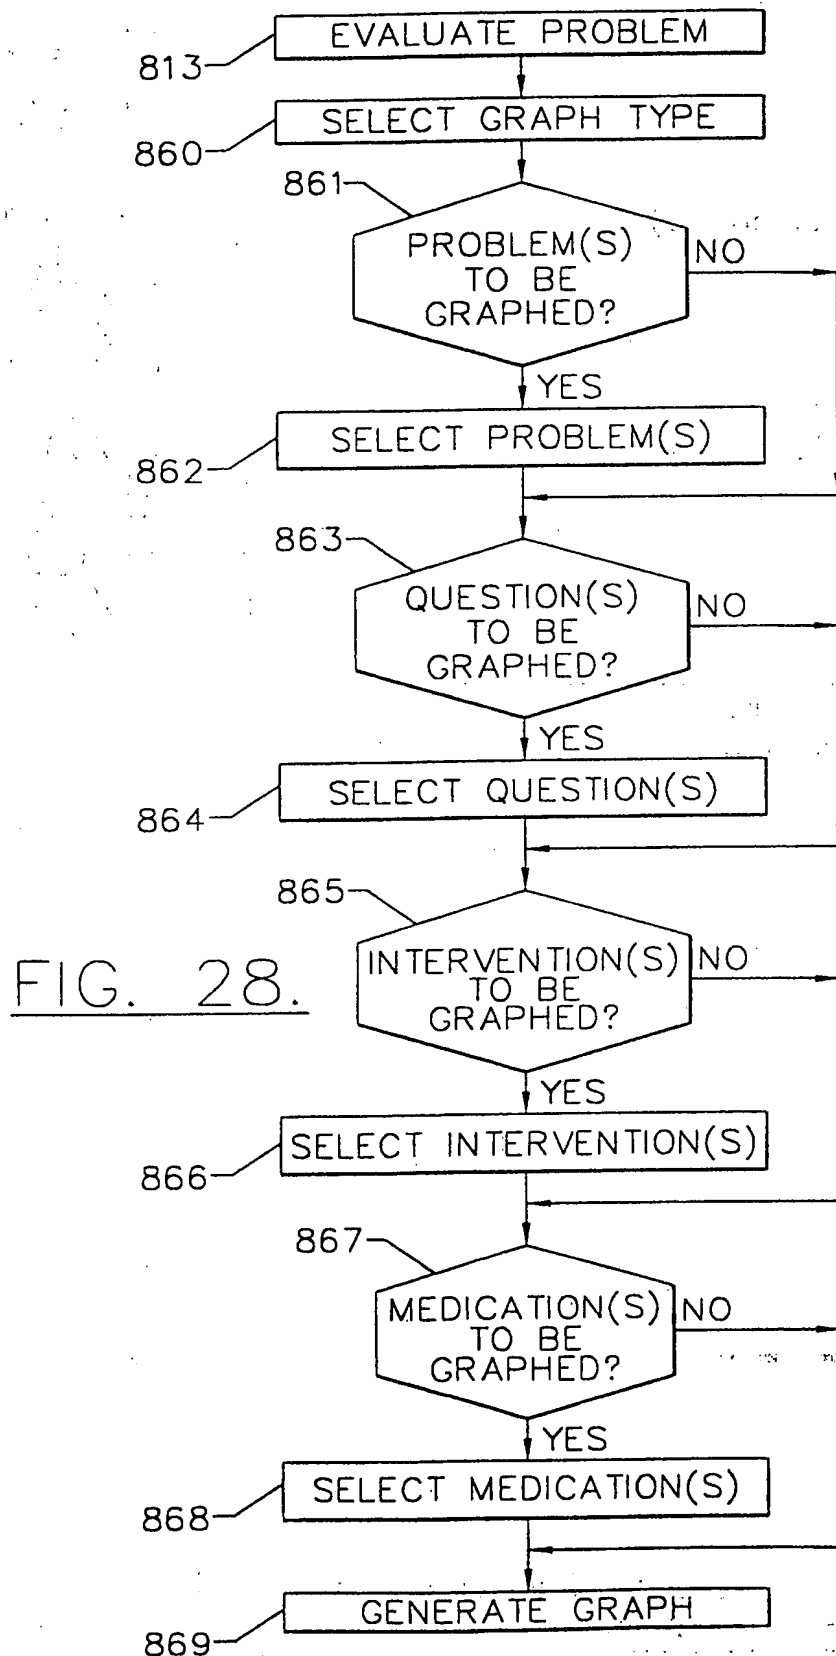 EVALUATE PROBLEM
813
SELECT GRAPH TYPE
860
861
PROBLEM(S)
TO BE
GRAPHED?
NO
YES
SELECT PROBLEM(S)
862
863
QUESTION(S)
TO BE
GRAPHED?
NO
YES
SELECT QUESTION(S)
864
865
INTERVENTION(S)
TO BE
GRAPHED?
NO
FIG. 28.
YES
SELECT INTERVENTION(S)
866
867
MEDICATION(S)
TO BE
GRAPHED?
NO
YES
SELECT MEDICATION(S)
868
GENERATE GRAPH
869